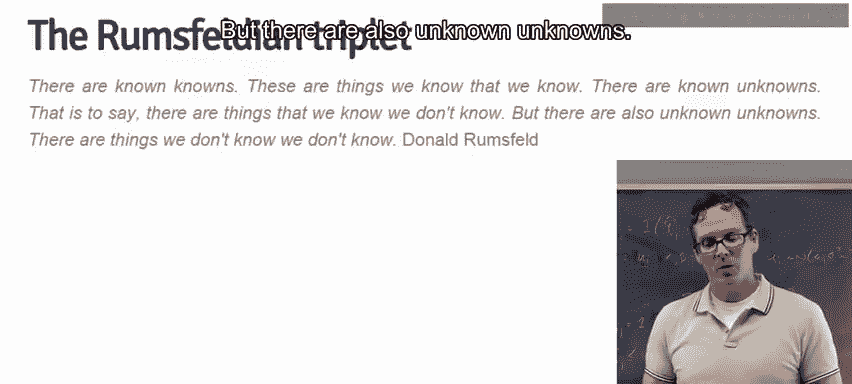 The Rumsfeldian triplet
But there are also unknown unknowns.
There are known knowns. These are things we know that we know. There are known unknowns.
That is to say, there are things that we know we don't know. But there are also unknown unknowns.
There are things we don't know we don't know. Donald Rumsfeld